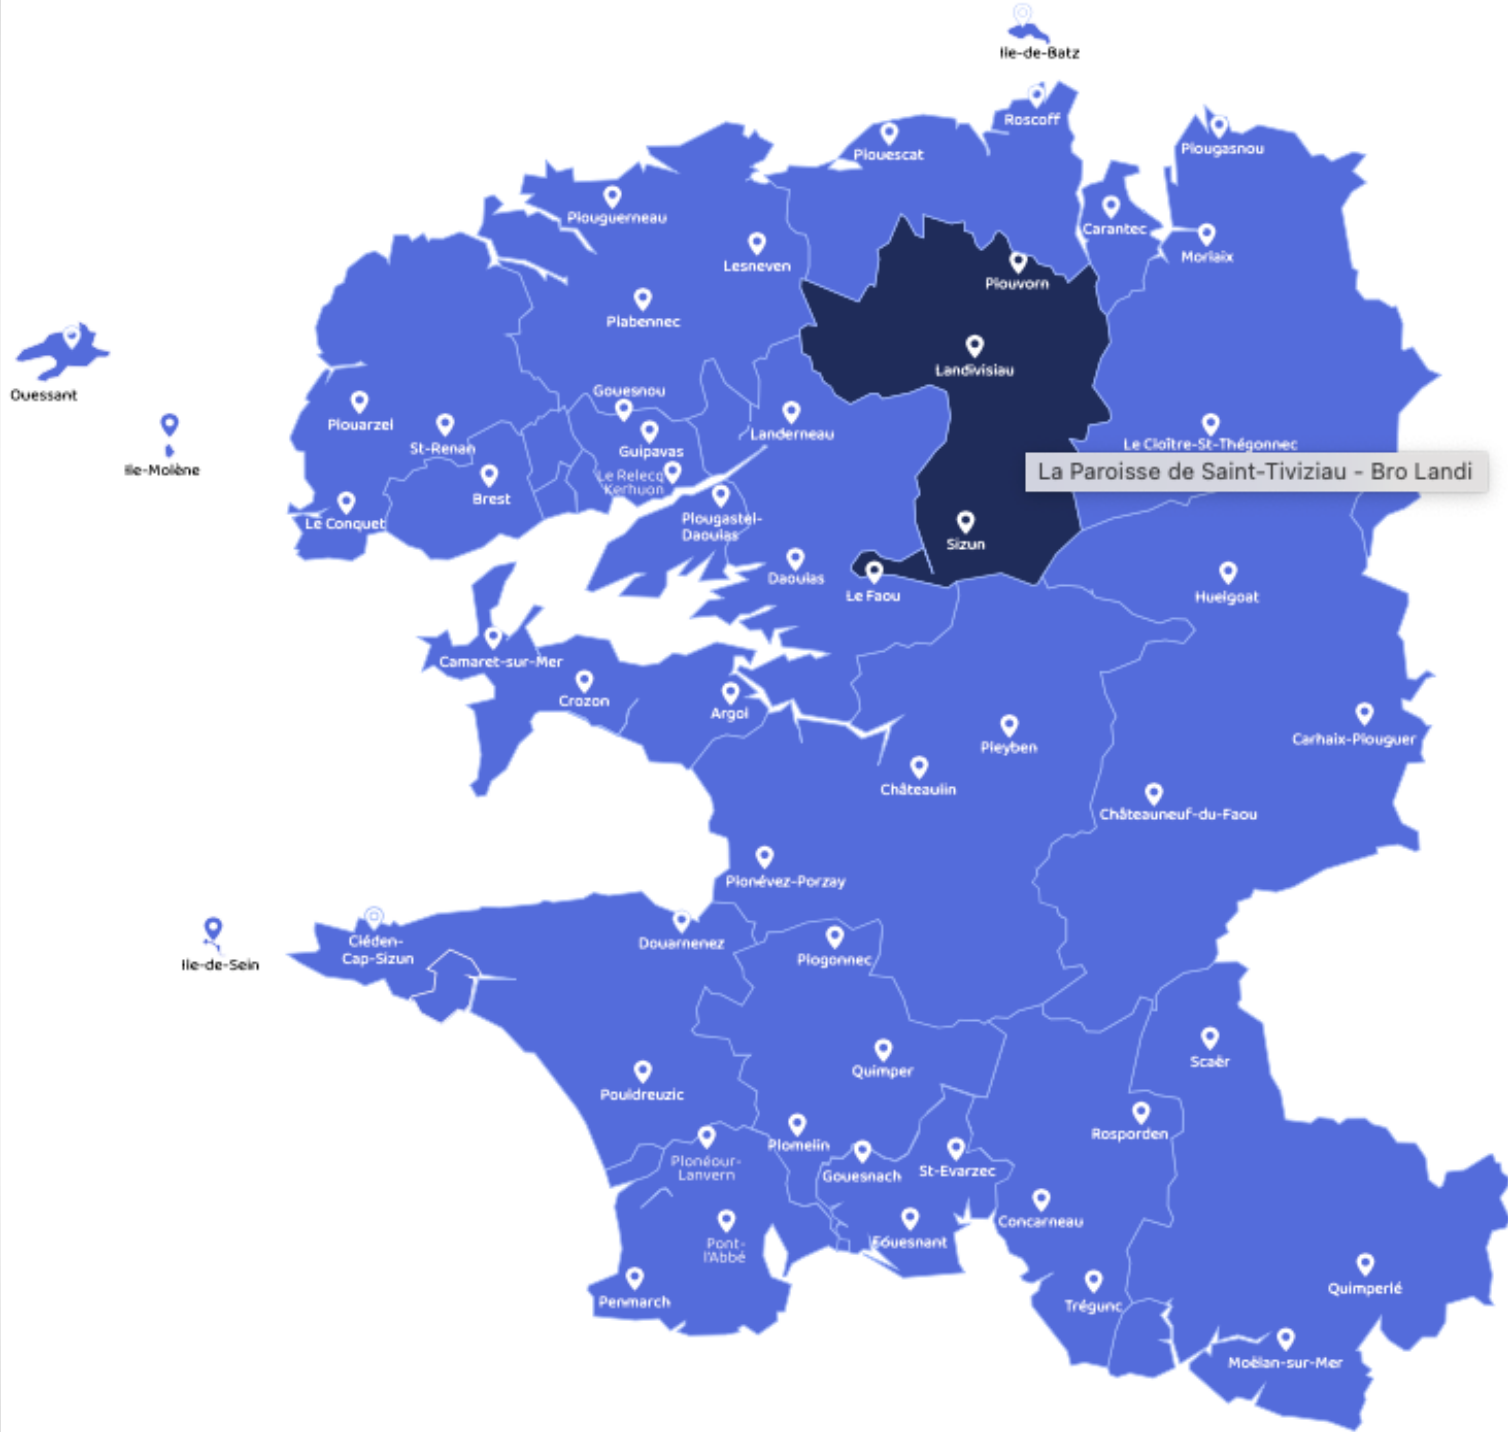 Ile-de-Batz
Roscoff
Plouescat
Plougasnou
Plouguerneau
Carantec
Morlaix
Lesneven
Plouvorn
Plabennec
Landivisiau
Ouessant
Gouesnou
Plouarzel
St-Renan
Guipavas
Landerneau
Le Cloître-St-Thégonnec
Ile-Molène
La Paroisse de Saint-Tiviziau - Bro Landi
Le Relecq
Kerhuon
Brest
Le Conquet
Plougastel-
Daoulas
Sizun
Daoulas
Le Faou
Huelgoat
Camaret-sur-Mer
Crozon
Argol
Pleyben
Carhaix-Plouguer
Châteaulin
Châteauneuf-du-Faou
Plonévez-Porzay
Cléden-
Cap-Sizun
Douarnenez
Plogonnec
Ile-de-Sein
Scaër
Quimper
Pouldreuzic
Rosporden
Plomelin
Plonéour-
Lanvern
Gouesnach
St-Evarzec
Concarneau
Pont-
l'Abbé
Fouesnant
Penmarch
Trégunc
Quimperlé
Moëlan-sur-Mer